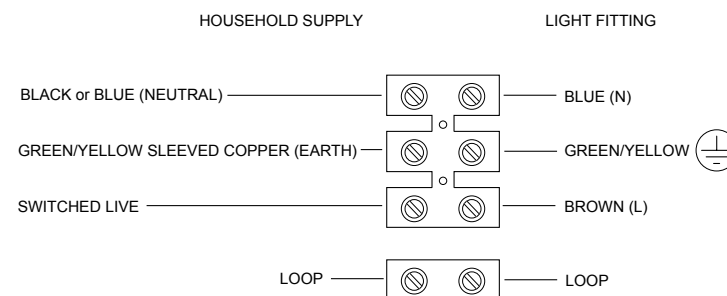 HOUSEHOLD SUPPLY LIGHT FITTING
BLACK or BLUE (NEUTRAL) BLUE (N)
GREEN/YELLOW SLEEVED COPPER (EARTH) GREEN/YELLOW
SWITCHED LIVE BROWN (L)
LOOP LOOP